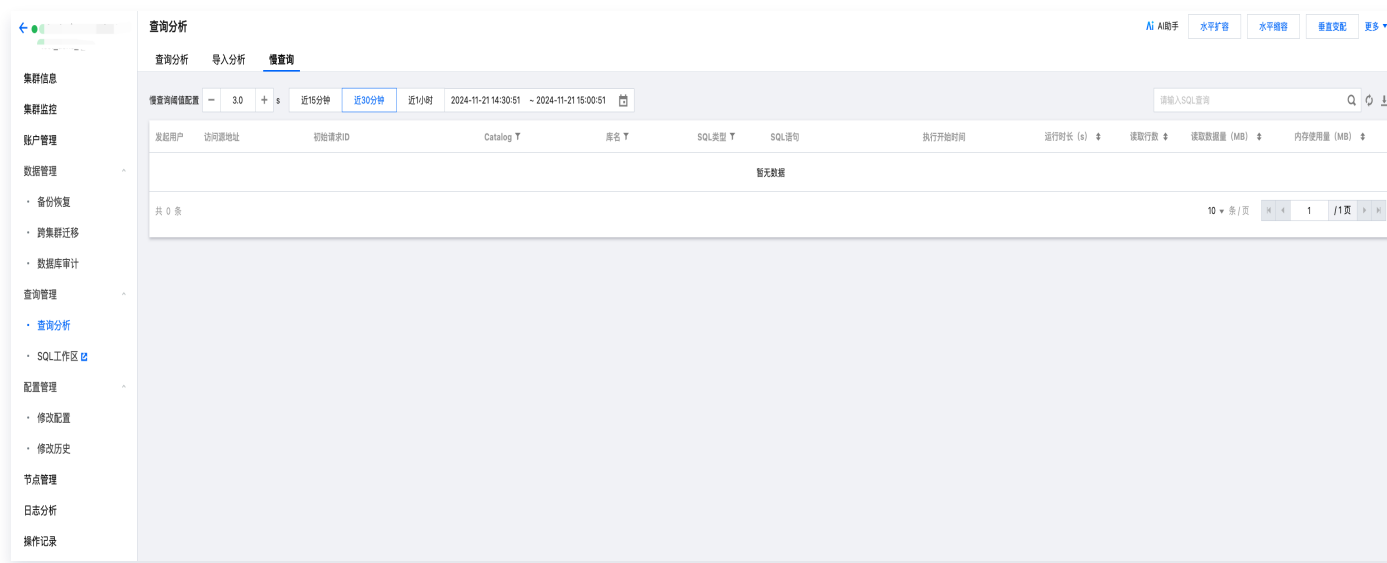 查询分析
AI助手 水平扩容 水平缩容 垂直变配 更多
集群信息
集群监控
账户管理
数据管理
备份恢复
跨集群迁移
数据库审计
查询管理
查询分析
SQL工作区
配置管理
修改配置
修改历史
节点管理
日志分析
操作记录
查询分析 导入分析 慢查询
慢查询阈值配置 − 3.0 + s 近15分钟 近30分钟 近1小时 2024-11-21 14:30:51 ~ 2024-11-21 15:00:51 请输入SQL查询
发起用户 访问源地址 初始请求ID Catalog 库名 SQL类型 SQL语句 执行开始时间 运行时长（s） 读取行数 读取数据量（MB） 内存使用量（MB）
暂无数据
共 0 条 10 条/页 1 /1页